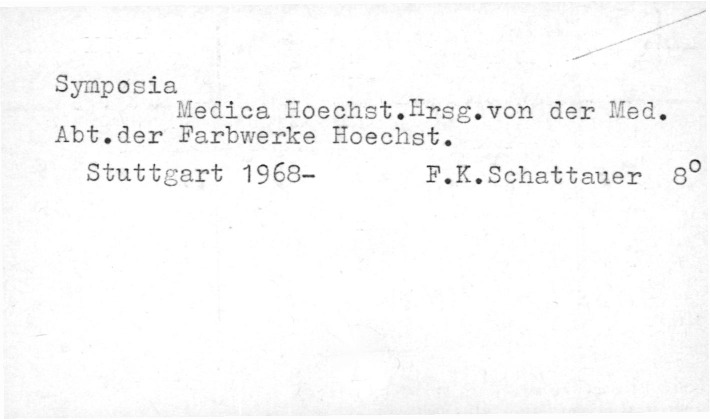 Symposia
Medica Hoechst.Hrsg.von der Med.
Abt.der Farbwerke Hoechst.
Stuttgart 1968-    F.K.Schattauer  8°